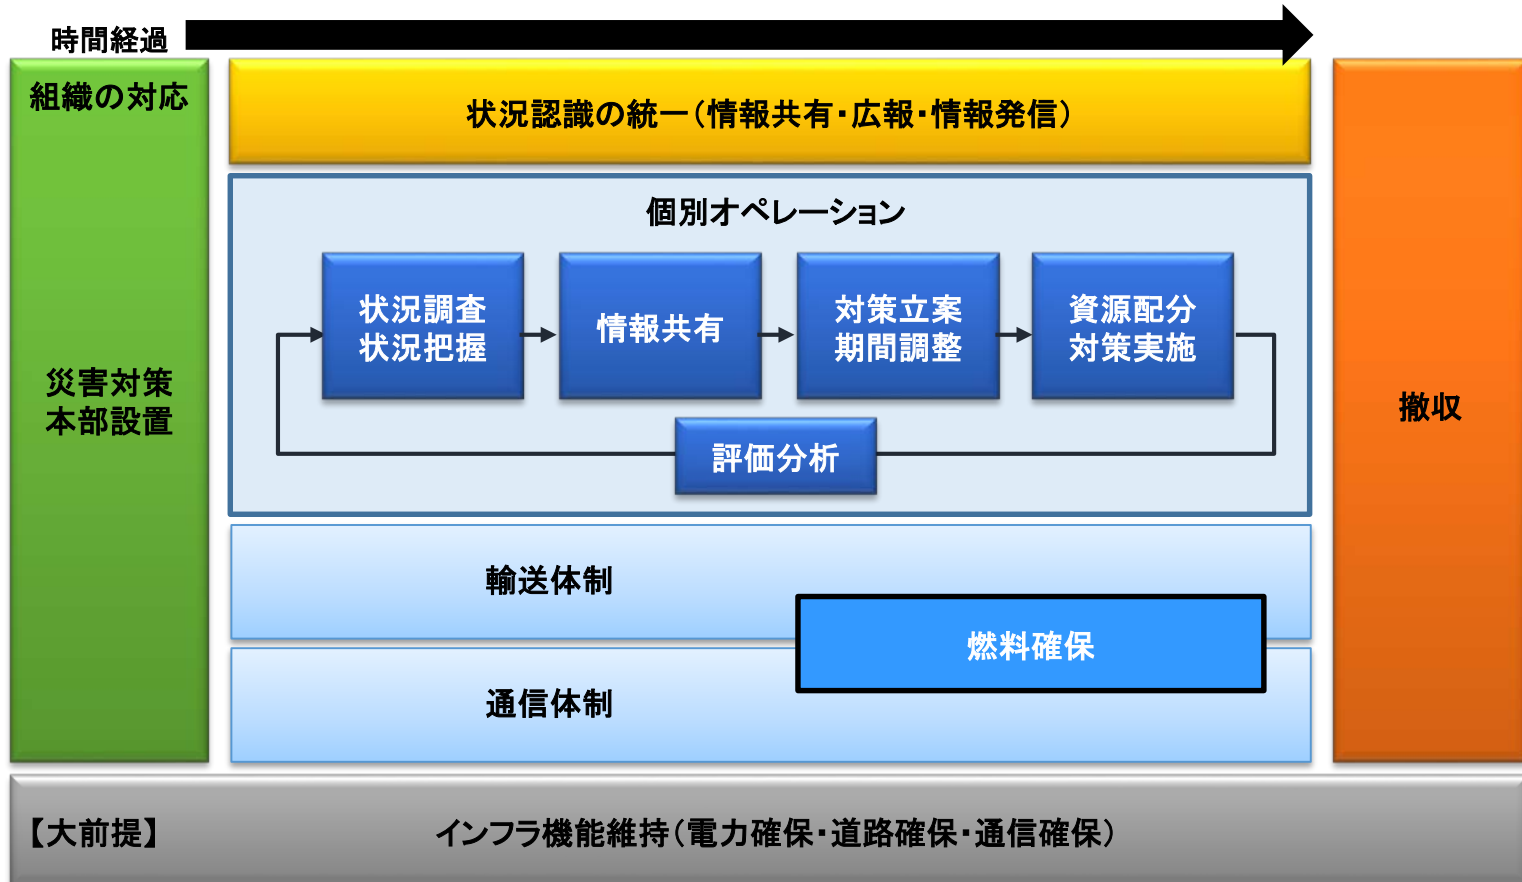 時間経過
組織の対応
災害対策
本部設置
状況認識の統一(情報共有・広報・情報発信)
個別オペレーション
状況調査
状況把握
情報共有
対策立案
期間調整
資源配分
対策実施
評価分析
輸送体制
燃料確保
通信体制
撤収
【大前提】 インフラ機能維持(電力確保・道路確保・通信確保)